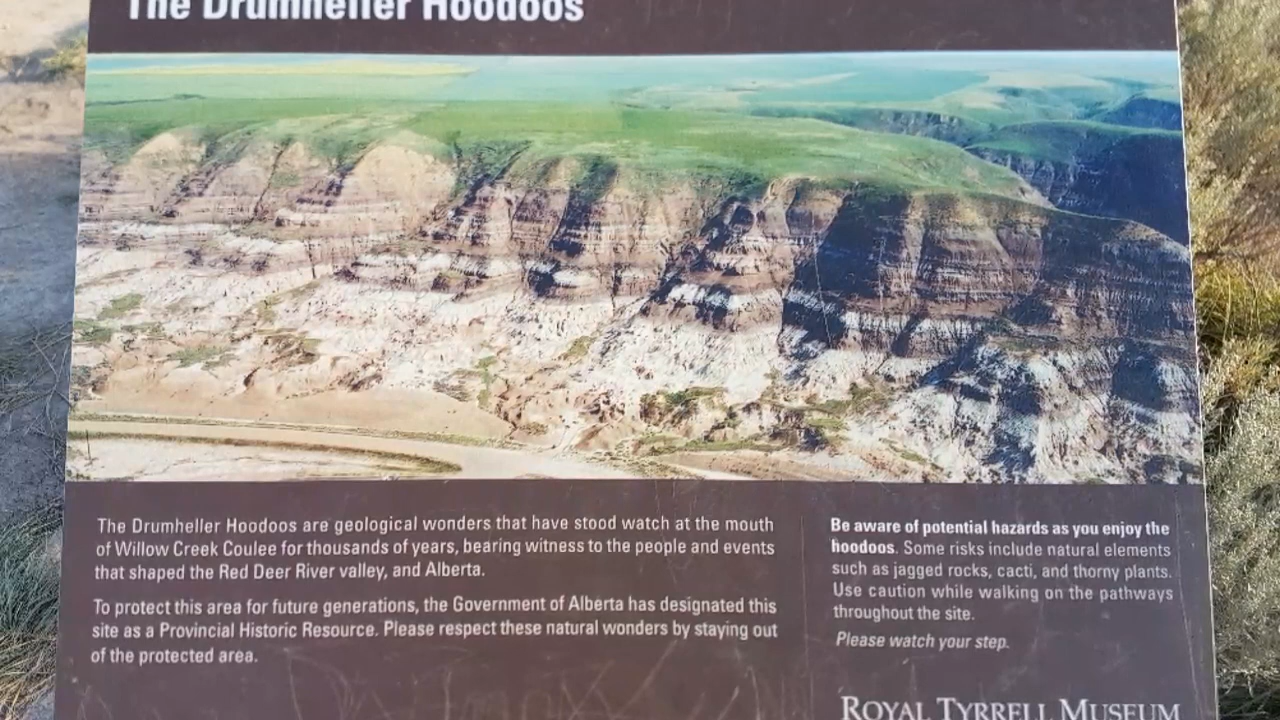 The Drumheller Hoodoos
The Drumheller Hoodoos are geological wonders that have stood watch at the mouth
of Willow Creek Coulee for thousands of years, bearing witness to the people and events
that shaped the Red Deer River valley, and Alberta.
To protect this area for future generations, the Government of Alberta has designated this
site as a Provincial Historic Resource. Please respect these natural wonders by staying out
of the protected area.
Be aware of potential hazards as you enjoy the
hoodoos. Some risks include natural elements
such as jagged rocks, cacti, and thorny plants.
Use caution while walking on the pathways
throughout the site.
Please watch your step.
ROYAL TYRRELL MUSEUM